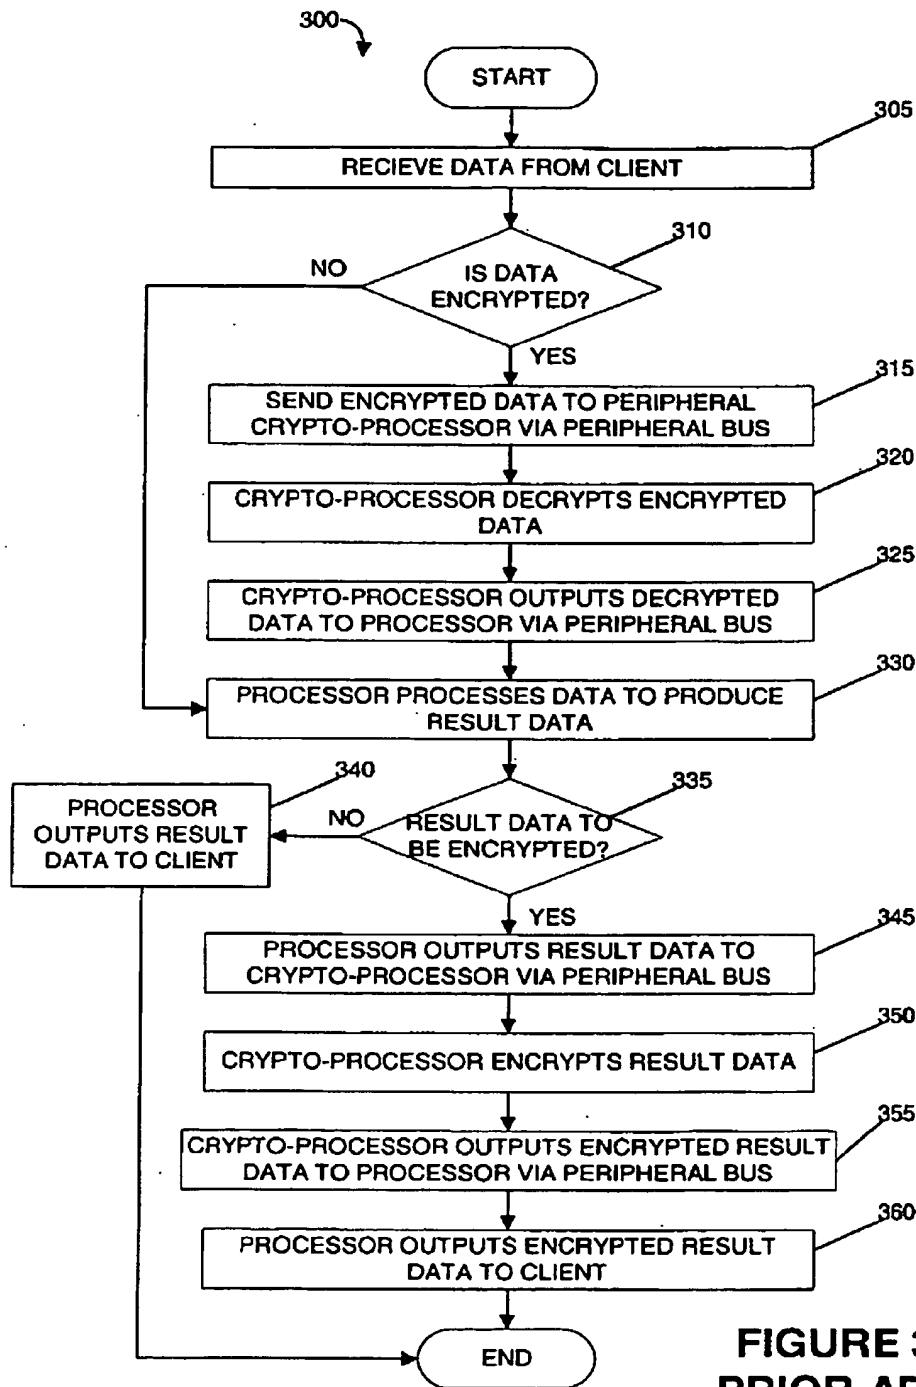 300
START
305
RECIEVE DATA FROM CLIENT
310
NO
IS DATA
ENCRYPTED?
YES
315
SEND ENCRYPTED DATA TO PERIPHERAL
CRYPTO-PROCESSOR VIA PERIPHERAL BUS
320
CRYPTO-PROCESSOR DECRYPTS ENCRYPTED
DATA
325
CRYPTO-PROCESSOR OUTPUTS DECRYPTED
DATA TO PROCESSOR VIA PERIPHERAL BUS
330
PROCESSOR PROCESSES DATA TO PRODUCE
RESULT DATA
340
PROCESSOR
OUTPUTS RESULT
DATA TO CLIENT
NO
335
RESULT DATA TO
BE ENCRYPTED?
YES
345
PROCESSOR OUTPUTS RESULT DATA TO
CRYPTO-PROCESSOR VIA PERIPHERAL BUS
350
CRYPTO-PROCESSOR ENCRYPTS RESULT DATA
355
CRYPTO-PROCESSOR OUTPUTS ENCRYPTED RESULT
DATA TO PROCESSOR VIA PERIPHERAL BUS
360
PROCESSOR OUTPUTS ENCRYPTED RESULT
DATA TO CLIENT
END
FIGURE
PRIOR